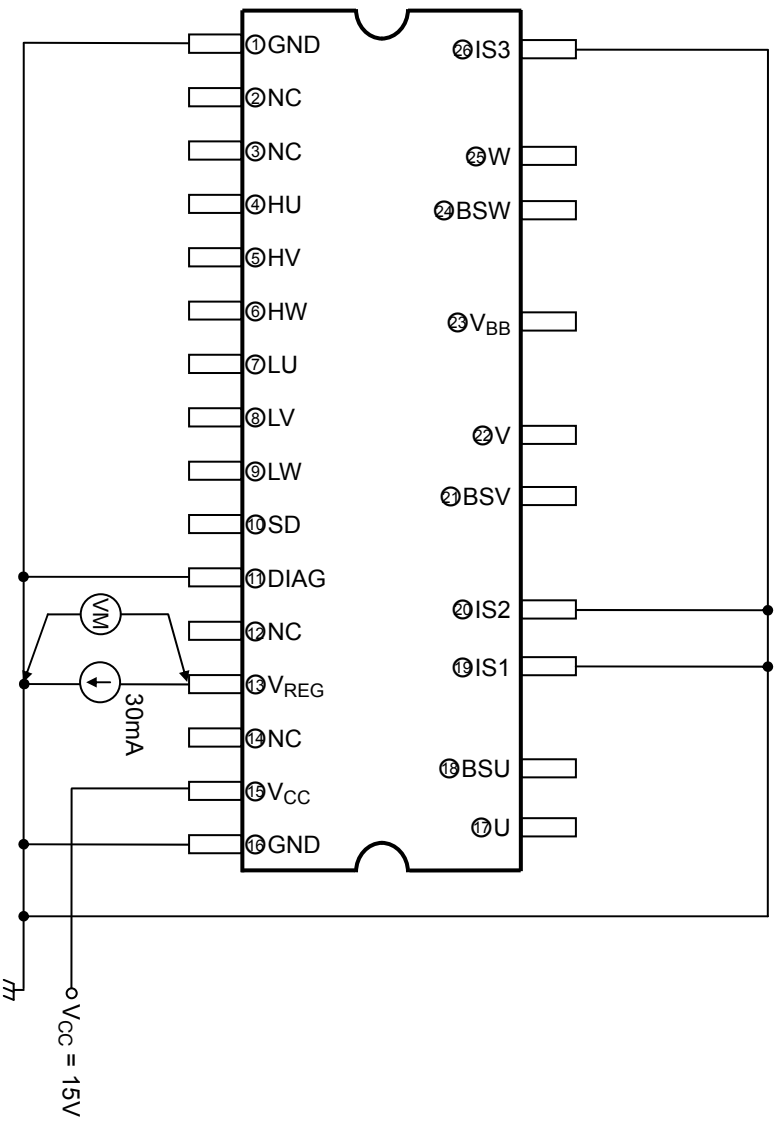 ①GND
②NC
③NC
④HU
⑤HV
⑥HW
⑦LU
⑧LV
⑨LW
⑩SD
⑪DIAG
⑫NC
⑬VREG
⑭NC
⑮VCC
⑯GND
㉖IS3
㉕W
㉔BSW
㉓VBB
㉒V
㉑BSV
⑳IS2
⑲IS1
⑱BSU
⑰U
VM
30mA
VCC = 15V